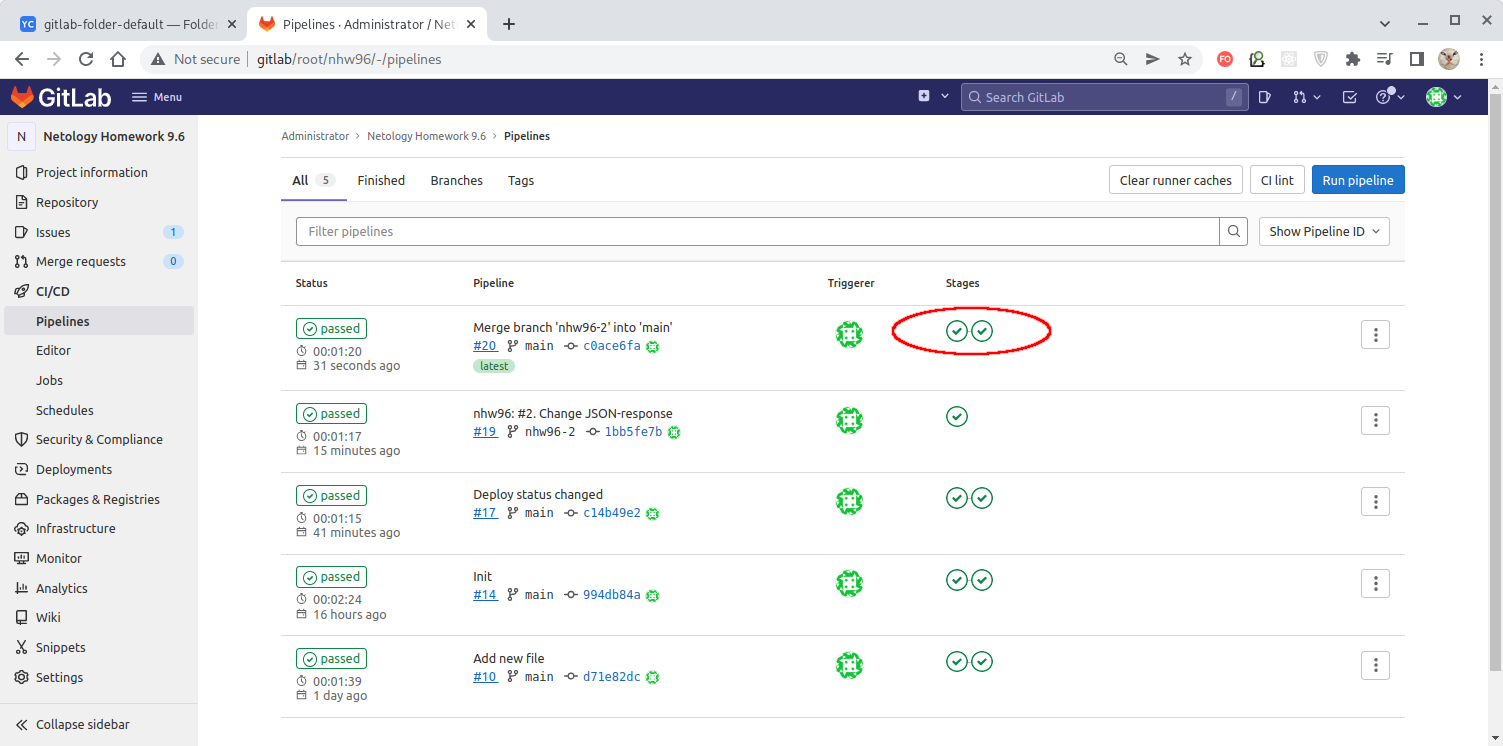 YC gitlab-folder-default — Folde
Pipelines · Administrator / Net
Not secure gitlab/root/nhw96/-/pipelines
FO
GitLab Menu Search GitLab /
N Netology Homework 9.6
Project information
Repository
Issues 1
Merge requests 0
CI/CD
Pipelines
Editor
Jobs
Schedules
Security & Compliance
Deployments
Packages & Registries
Infrastructure
Monitor
Analytics
Wiki
Snippets
Settings
Collapse sidebar
Administrator › Netology Homework 9.6 › Pipelines
All 5 Finished Branches Tags
Clear runner caches CI lint Run pipeline
Filter pipelines Show Pipeline ID
Status Pipeline Triggerer Stages
passed
00:01:20
31 seconds ago
Merge branch 'nhw96-2' into 'main'
#20 main c0ace6fa
latest
passed
00:01:17
15 minutes ago
nhw96: #2. Change JSON-response
#19 nhw96-2 1bb5fe7b
passed
00:01:15
41 minutes ago
Deploy status changed
#17 main c14b49e2
passed
00:02:24
16 hours ago
Init
#14 main 994db84a
passed
00:01:39
1 day ago
Add new file
#10 main d71e82dc